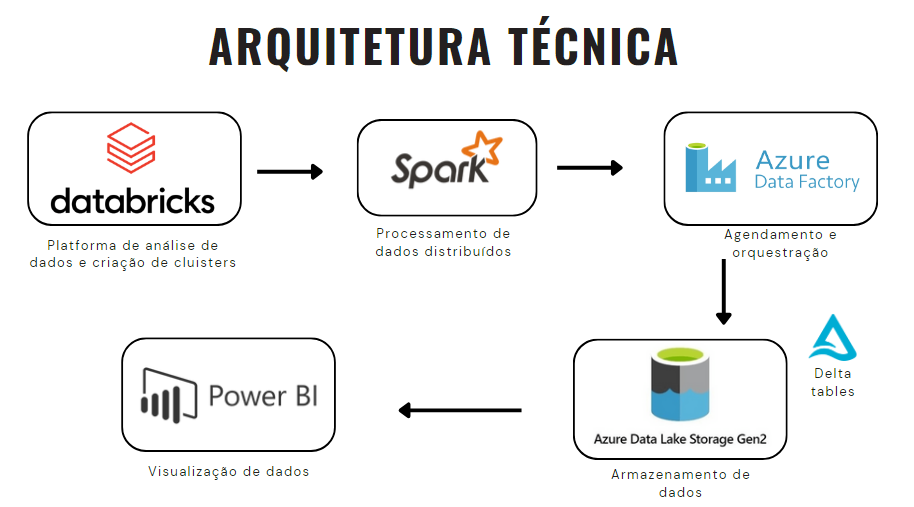 ARQUITETURA TÉCNICA
databricks
Plataforma de análise de
dados e criação de cluisters
Spark
Processamento de
dados distribuídos
Azure
Data Factory
Agendamento e
orquestração
Delta
tables
Azure Data Lake Storage Gen2
Armazenamento de
dados
Power BI
Visualização de dados